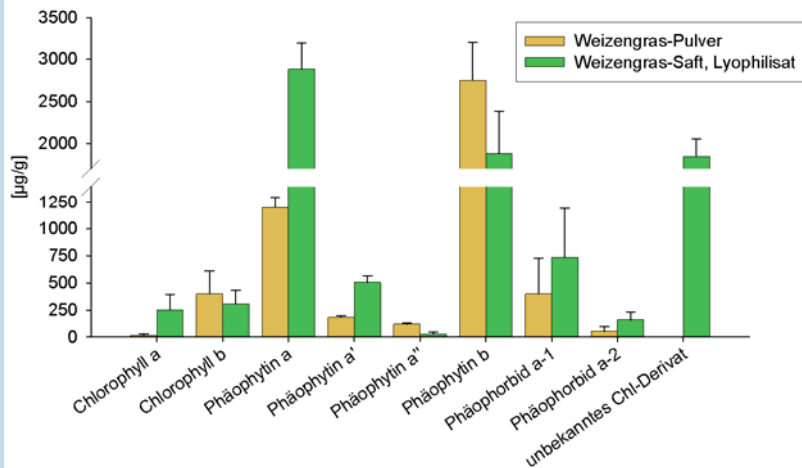 3500
3000
2500
2000
1250
1000
750
500
250
0
[µg/g]
Weizengras-Pulver
Weizengras-Saft, Lyophilisat
Chlorophyll a
Chlorophyll b
Phäophytin a
Phäophytin a'
Phäophytin a"
Phäophytin b
Phäophorbid a-1
Phäophorbid a-2
unbekanntes Chl-Derivat